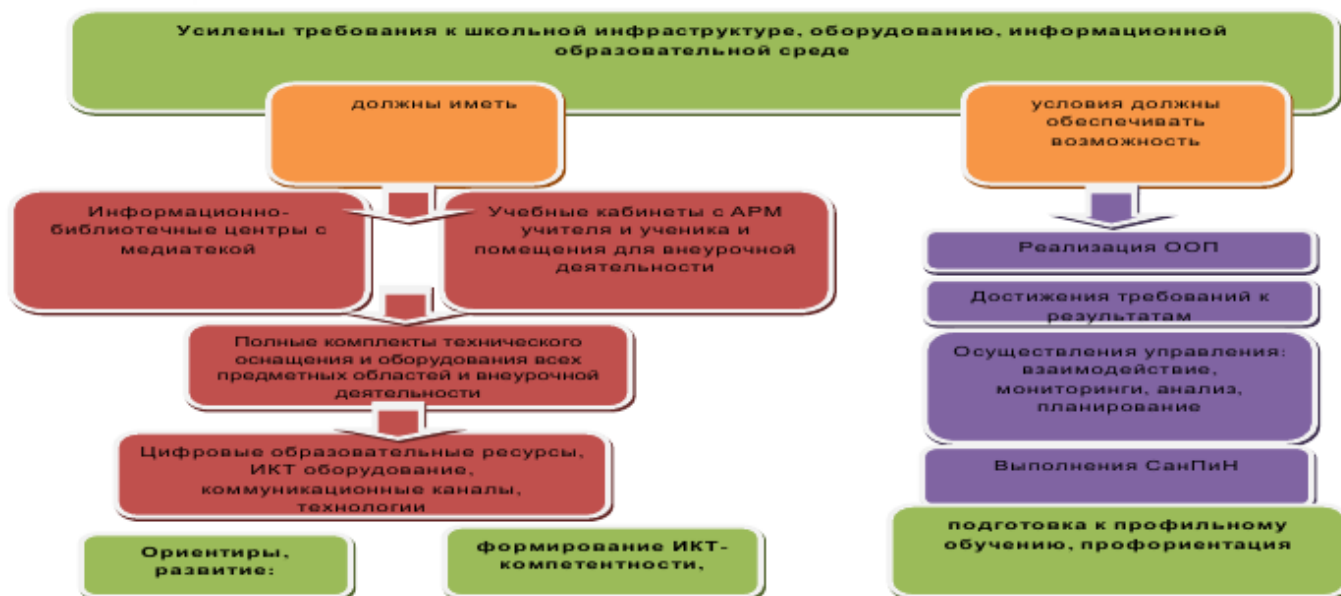 Усилены требования к школьной инфраструктуре, оборудованию, информационной
образовательной среде
должны иметь
условия должны
обеспечивать
возможность
Информационно-
библиотечные центры с
медиатекой
Учебные кабинеты с АРМ
учителя и ученика и
помещения для внеурочной
деятельности
Полные комплекты технического
оснащения и оборудования всех
предметных областей и внеурочной
деятельности
Цифровые образовательные ресурсы,
ИКТ оборудование,
коммуникационные каналы,
технологии
Реализация ООП
Достижения требований к
результатам
Осуществления управления:
взаимодействие,
мониторинги, анализ,
планирование
Выполнения СанПиН
Ориентиры,
развитие:
формирование ИКТ-
компетентности,
подготовка к профильному
обучению, профориентация